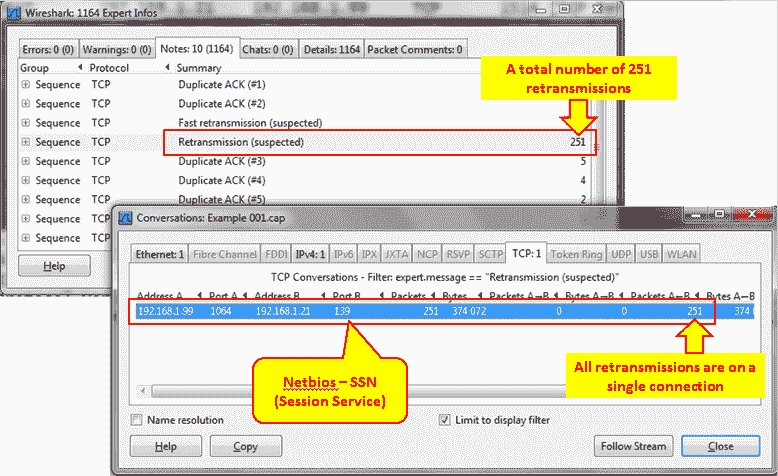 Wireshark: 1164 Expert Infos
Errors: 0 (0) Warnings: 0 (0) Notes: 10 (1164) Chats: 0 (0) Details: 1164 Packet Comments: 0
Group Protocol Summary
Sequence TCP Duplicate ACK (#1)
Sequence TCP Duplicate ACK (#2)
Sequence TCP Fast retransmission (suspected)
Sequence TCP Retransmission (suspected) 251
Sequence TCP Duplicate ACK (#3) 5
Sequence TCP Duplicate ACK (#4) 4
Sequence TCP Duplicate ACK (#5) 2
Sequence
Sequence
Help
A total number of 251
retransmissions
Conversations: Example 001.cap
Ethernet: 1 Fibre Channel FDDI IPv4: 1 IPv6 IPX JXTA NCP RSVP SCTP TCP: 1 Token Ring UDP USB WLAN
TCP Conversations - Filter: expert.message == "Retransmission (suspected)"
Address A Port A Address B Port B Packets Bytes Packets A→B Bytes A→B Packets A←B Bytes A←B
192.168.1.99 1064 192.168.1.21 139 251 374 072 0 0 251 374 0
Netbios – SSN
(Session Service)
All retransmissions are on a
single connection
Name resolution Limit to display filter
Help Copy Follow Stream Close